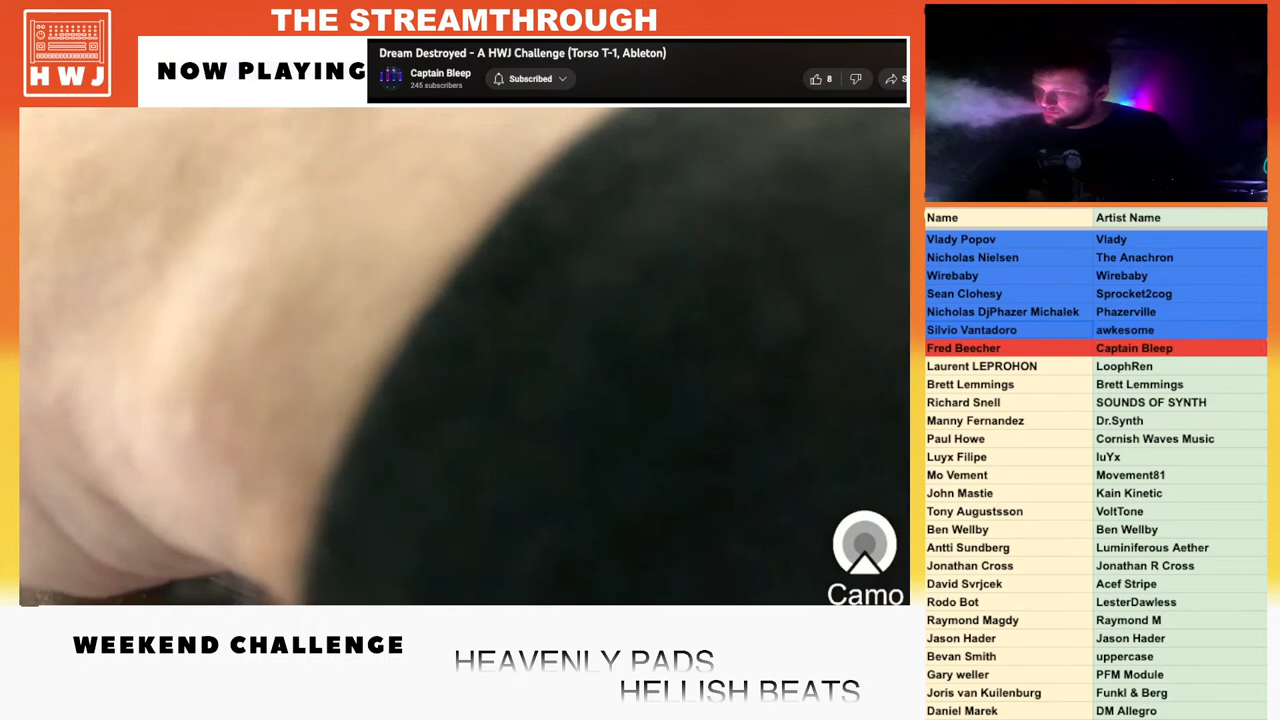 THE STREAMTHROUGH
HWJ
NOW PLAYING
Dream Destroyed - A HWJ Challenge (Torso T-1, Ableton)
Captain Bleep
245 subscribers
Subscribed
8
S
Name Artist Name
Vlady Popov Vlady
Nicholas Nielsen The Anachron
Wirebaby Wirebaby
Sean Clohesy Sprocket2cog
Nicholas DjPhazer Michalek Phazerville
Silvio Vantadoro awkesome
Fred Beecher Captain Bleep
Laurent LEPROHON LoophRen
Brett Lemmings Brett Lemmings
Richard Snell SOUNDS OF SYNTH
Manny Fernandez Dr.Synth
Paul Howe Cornish Waves Music
Luyx Filipe luYx
Mo Vement Movement81
John Mastie Kain Kinetic
Tony Augustsson VoltTone
Ben Wellby Ben Wellby
Antti Sundberg Luminiferous Aether
Jonathan Cross Jonathan R Cross
David Svrjcek Acef Stripe
Rodo Bot LesterDawless
Raymond Magdy Raymond M
Jason Hader Jason Hader
Bevan Smith uppercase
Gary weller PFM Module
Joris van Kuilenburg Funkl & Berg
Daniel Marek DM Allegro
Camo
WEEKEND CHALLENGE
HEAVENLY PADS
HELLISH BEATS